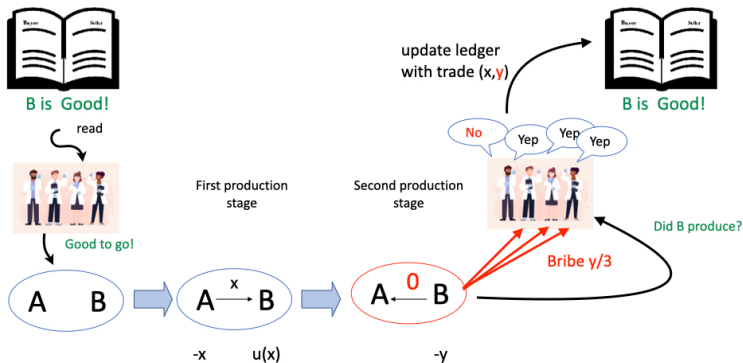 Buyer Seller
B is Good!
read
Good to go!
A B
First production
stage
x
A B
-x u(x)
Second production
stage
0
A B
-y
Bribe y/3
Did B produce?
No Yep Yep Yep
update ledger
with trade (x,y)
Buyer Seller
B is Good!